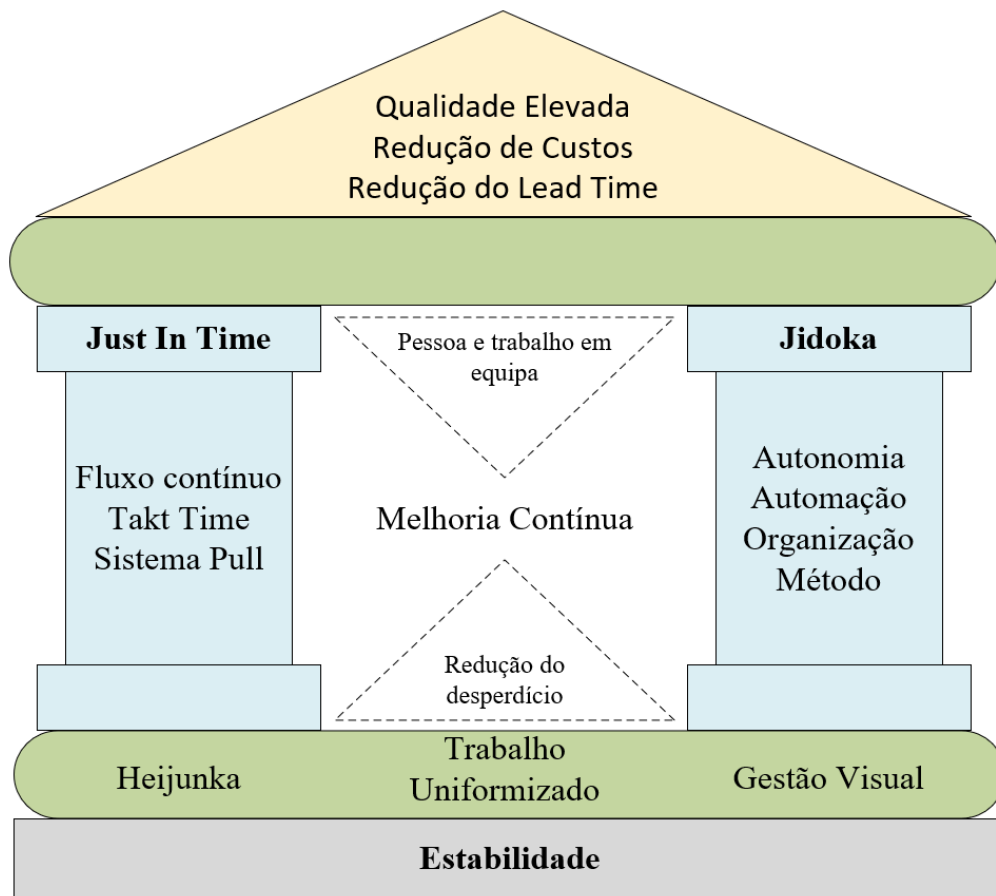 Qualidade Elevada
Redução de Custos
Redução do Lead Time
Just In Time
Pessoa e trabalho em
equipa
Jidoka
Fluxo contínuo
Takt Time
Sistema Pull
Melhoria Contínua
Autonomia
Automação
Organização
Método
Redução do
desperdício
Heijunka
Trabalho
Uniformizado
Gestão Visual
Estabilidade